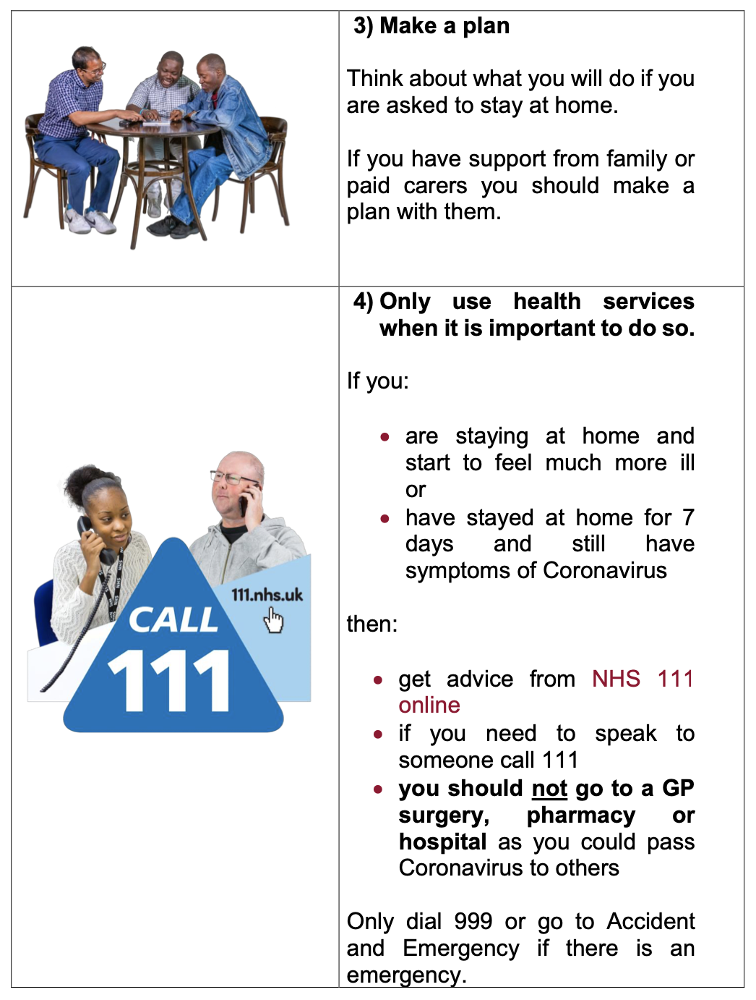 3) Make a plan
Think about what you will do if you
are asked to stay at home.
If you have support from family or
paid carers you should make a
plan with them.
4) Only use health services
when it is important to do so.
If you:
• are staying at home and
start to feel much more ill
or
• have stayed at home for 7
days and still have
symptoms of Coronavirus
111.nhs.uk
CALL
111
then:
• get advice from NHS 111
online
• if you need to speak to
someone call 111
• you should not go to a GP
surgery, pharmacy or
hospital as you could pass
Coronavirus to others
Only dial 999 or go to Accident
and Emergency if there is an
emergency.